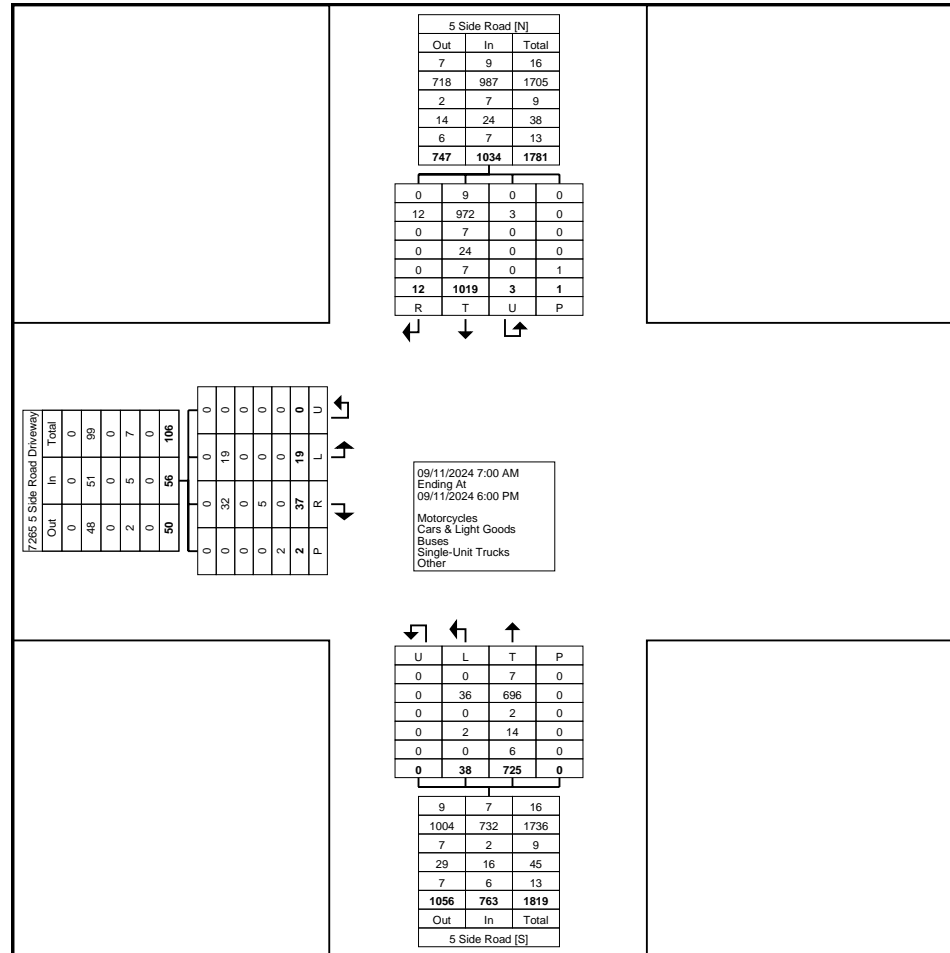 5 Side Road [N]
Out In Total
7 9 16
718 987 1705
2 7 9
14 24 38
6 7 13
747 1034 1781
0 9 0 0
12 972 3 0
0 7 0 0
0 24 0 0
0 7 0 1
12 1019 3 1
R T U P
7265 5 Side Road Driveway
Total 0 99 0 7 0 106
In 0 51 0 5 0 56
Out 0 48 0 2 0 50
0 0 0 0 0 0 U
0 19 0 0 0 19 L
0 32 0 5 0 37 R
0 0 0 0 2 2 P
09/11/2024 7:00 AM
Ending At
09/11/2024 6:00 PM
Motorcycles
Cars & Light Goods
Buses
Single-Unit Trucks
Other
U L T P
0 0 7 0
0 36 696 0
0 0 2 0
0 2 14 0
0 0 6 0
0 38 725 0
9 7 16
1004 732 1736
7 2 9
29 16 45
7 6 13
1056 763 1819
Out In Total
5 Side Road [S]